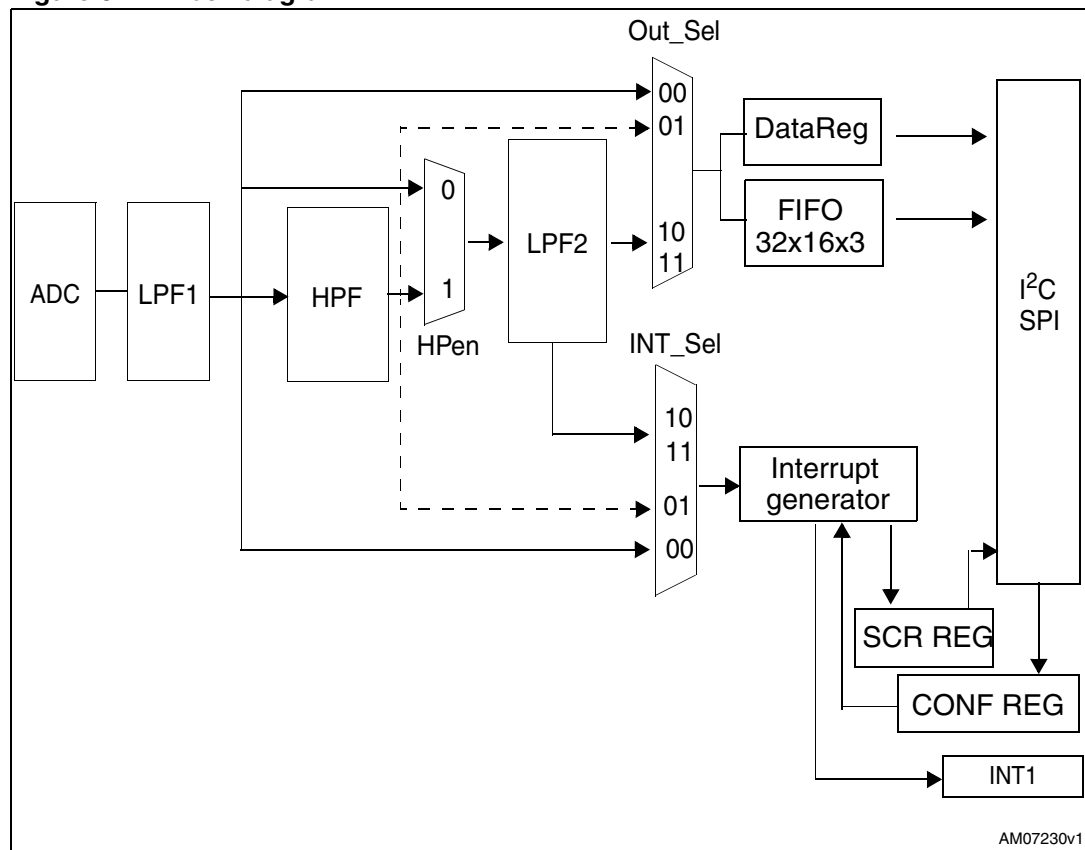 Out_Sel
00
01
10
11
DataReg
FIFO
32x16x3
I²C
SPI
ADC
LPF1
HPF
0
1
HPen
LPF2
INT_Sel
10
11
01
00
Interrupt
generator
SCR REG
CONF REG
INT1
AM07230v1